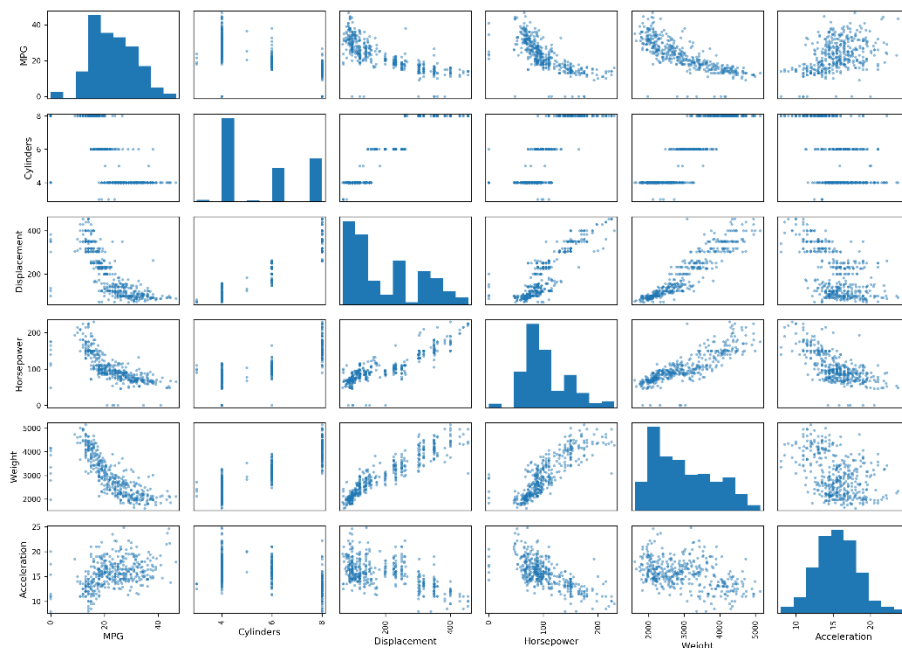 MPG
40
20
0
Cylinders
8
6
4
Displacement
400
200
Horsepower
200
100
0
Weight
5000
4000
3000
2000
Acceleration
25
20
15
10
0 20 40 4 6 8 200 400 0 100 200 2000 3000 4000 5000 10 15 20
MPG Cylinders Displacement Horsepower Weight Acceleration